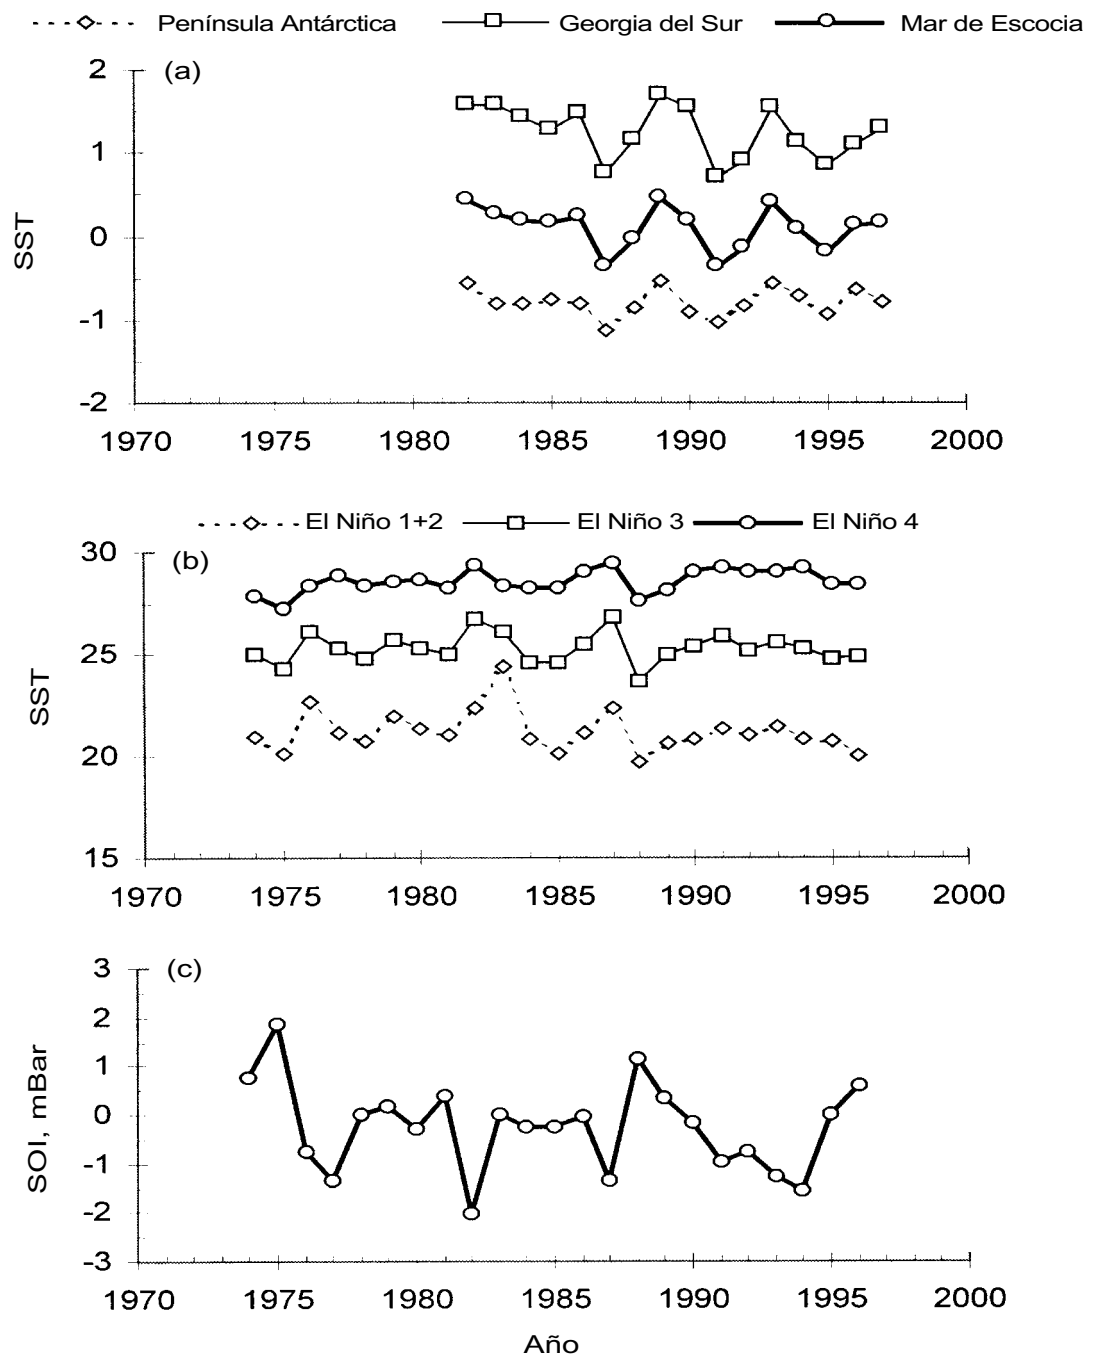 Península Antárctica Georgia del Sur Mar de Escocia
(a)
2
1
0
-1
-2
SST
1970 1975 1980 1985 1990 1995 2000
El Niño 1+2 El Niño 3 El Niño 4
(b)
30
25
20
15
SST
1970 1975 1980 1985 1990 1995 2000
(c)
3
2
1
0
-1
-2
-3
SOI, mBar
1970 1975 1980 1985 1990 1995 2000
Año